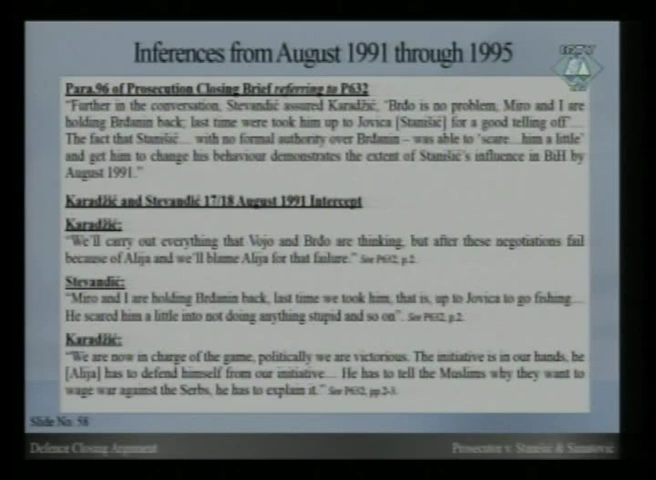 Inferences from August 1991 through 1995
ICTY
Para.96 of Prosecution Closing Brief referring to P632
"Further in the conversation, Stevandić assured Karadžić, "Brdo is no problem, Miro and I are
holding Brđanin back; last time were took him up to Jovica [Stanišić] for a good telling off"…
The fact that Stanišić… with no formal authority over Brđanin – was able to "scare…him a little"
and get him to change his behaviour demonstrates the extent of Stanišić's influence in BiH by
August 1991."
Karadžić and Stevandić 17/18 August 1991 Intercept
Karadžić:
"We'll carry out everything that Vojo and Brdo are thinking, but after these negotiations fail
because of Alija and we'll blame Alija for that failure." See P632, p.2.
Stevandić:
"Miro and I are holding Brđanin back, last time we took him, that is, up to Jovica to go fishing…
He scared him a little into not doing anything stupid and so on". See P632, p.2.
Karadžić:
"We are now in charge of the game, politically we are victorious. The initiative is in our hands, he
[Alija] has to defend himself from our initiative… He has to tell the Muslims why they want to
wage war against the Serbs, he has to explain it." See P632, pp.2-3.
Slide No. 58
Defence Closing Argument
Prosecutor v. Stanišić & Simatović